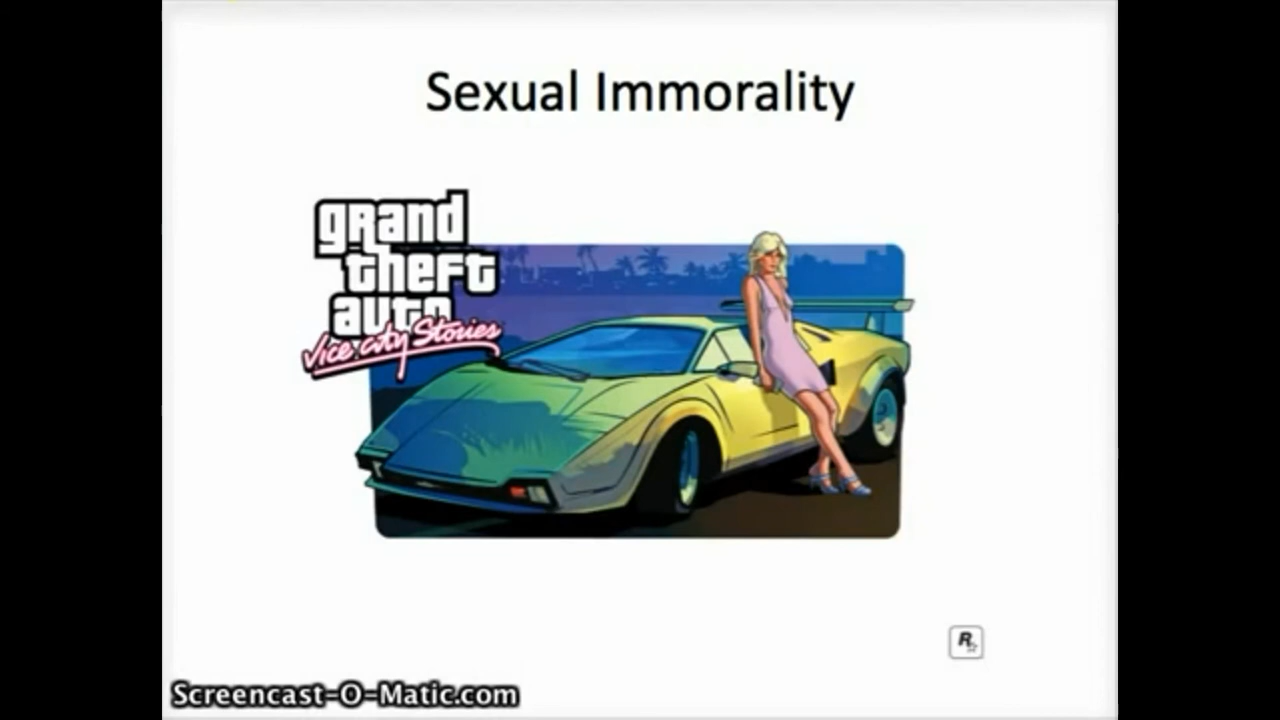 Sexual Immorality
grand
theft
auto
Vice City Stories
R
Screencast-O-Matic.com